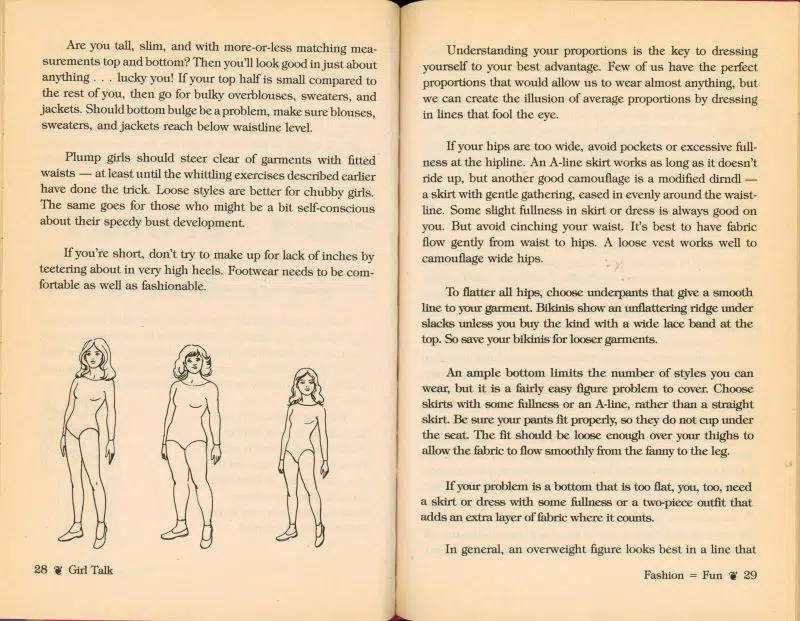 Are you tall, slim, and with more-or-less matching mea-
surements top and bottom? Then you'll look good in just about
anything . . . lucky you! If your top half is small compared to
the rest of you, then go for bulky overblouses, sweaters, and
jackets. Should bottom bulge be a problem, make sure blouses,
sweaters, and jackets reach below waistline level.
Plump girls should steer clear of garments with fitted
waists — at least until the whittling exercises described earlier
have done the trick. Loose styles are better for chubby girls.
The same goes for those who might be a bit self-conscious
about their speedy bust development.
If you're short, don't try to make up for lack of inches by
teetering about in very high heels. Footwear needs to be com-
fortable as well as fashionable.
28 ❦ Girl Talk
Understanding your proportions is the key to dressing
yourself to your best advantage. Few of us have the perfect
proportions that would allow us to wear almost anything, but
we can create the illusion of average proportions by dressing
in lines that fool the eye.
If your hips are too wide, avoid pockets or excessive full-
ness at the hipline. An A-line skirt works as long as it doesn't
ride up, but another good camouflage is a modified dirndl —
a skirt with gentle gathering, eased in evenly around the waist-
line. Some slight fullness in skirt or dress is always good on
you. But avoid cinching your waist. It's best to have fabric
flow gently from waist to hips. A loose vest works well to
camouflage wide hips.
To flatter all hips, choose underpants that give a smooth
line to your garment. Bikinis show an unflattering ridge under
slacks unless you buy the kind with a wide lace band at the
top. So save your bikinis for looser garments.
An ample bottom limits the number of styles you can
wear, but it is a fairly easy figure problem to cover. Choose
skirts with some fullness or an A-line, rather than a straight
skirt. Be sure your pants fit properly, so they do not cup under
the seat. The fit should be loose enough over your thighs to
allow the fabric to flow smoothly from the fanny to the leg.
If your problem is a bottom that is too flat, you, too, need
a skirt or dress with some fullness or a two-piece outfit that
adds an extra layer of fabric where it counts.
In general, an overweight figure looks best in a line that
Fashion = Fun ❦ 29